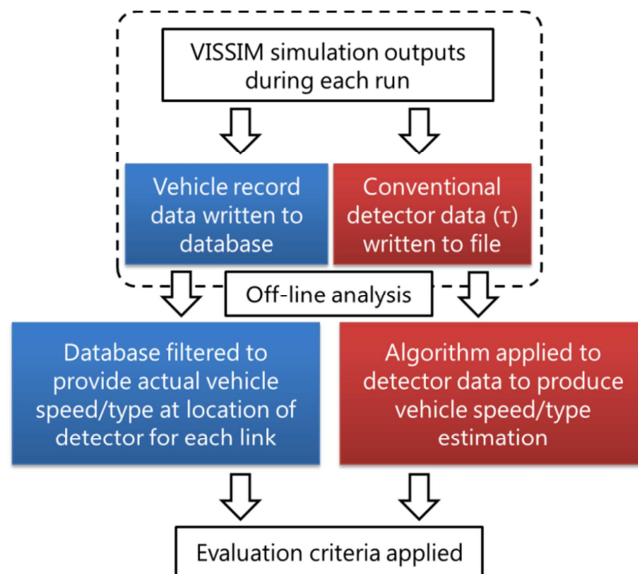 VISSIM simulation outputs
during each run
Vehicle record
data written to
database
Conventional
detector data (τ)
written to file
Off-line analysis
Database filtered to
provide actual vehicle
speed/type at location of
detector for each link
Algorithm applied to
detector data to produce
vehicle speed/type
estimation
Evaluation criteria applied